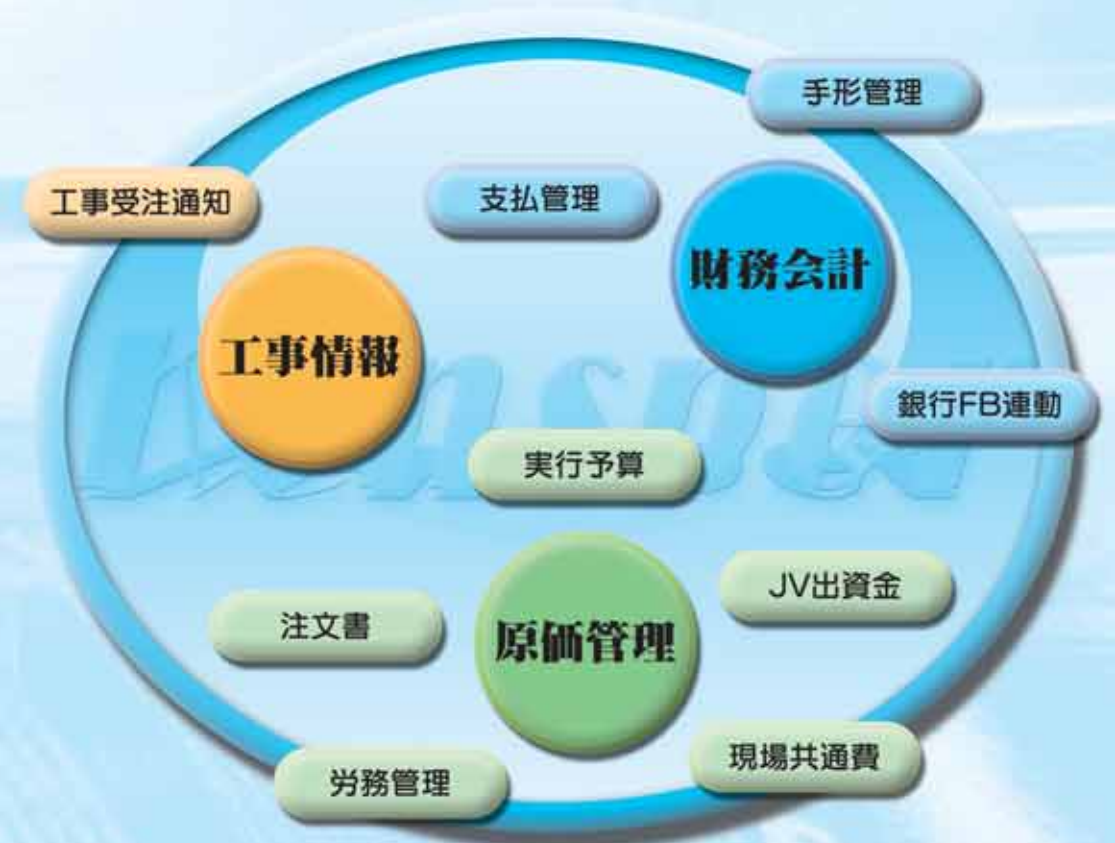 手形管理
工事受注通知
支払管理
財務会計
工事情報
銀行FB連動
実行予算
JV出資金
注文書
原価管理
現場共通費
労務管理